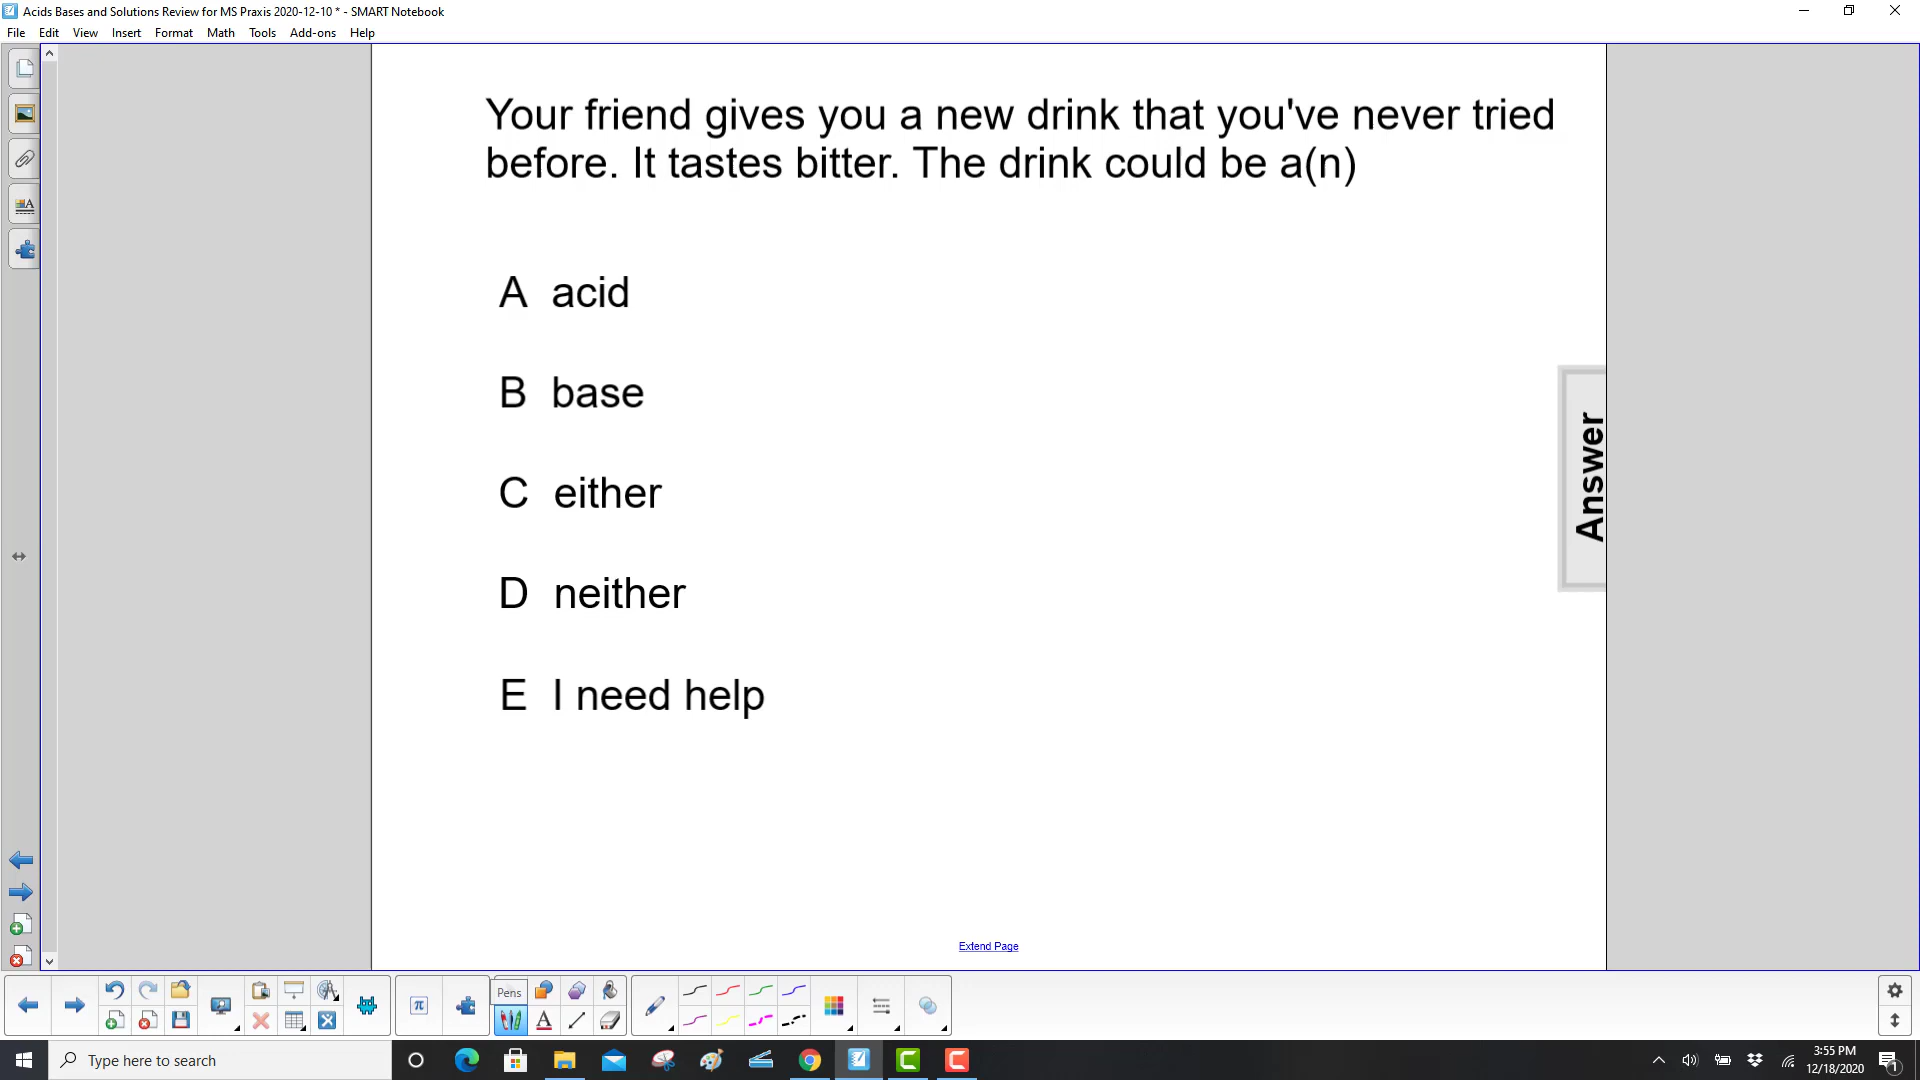 Acids Bases and Solutions Review for MS Praxis 2020-12-10 * - SMART Notebook
File Edit View Insert Format Math Tools Add-ons Help
Your friend gives you a new drink that you've never tried
before. It tastes bitter. The drink could be a(n)
A acid
B base
C either
D neither
E I need help
Answer
Extend Page
Pens
π
A
Type here to search
3:55 PM
12/18/2020
1